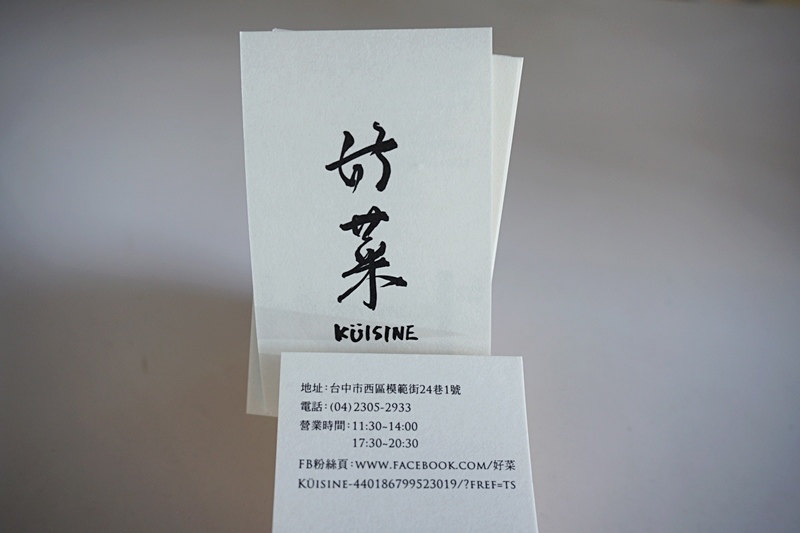 好
菜
KÜISINE
地址：台中市西區模範街24巷1號
電話：(04)2305-2933
營業時間：11:30~14:00
17:30~20:30
FB粉絲頁：WWW.FACEBOOK.COM/好菜
KÜISINE-440186799523019/?FREF=TS